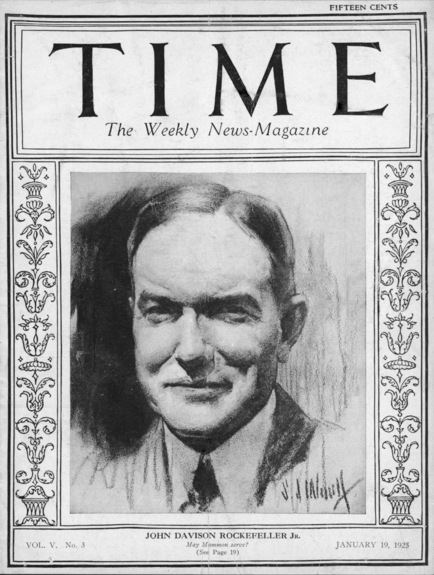 FIFTEEN CENTS
TIME
The Weekly News-Magazine
JOHN DAVISON ROCKEFELLER JR.
VOL. V. No. 3
May Mammon serve?
JANUARY 19, 1925
(See Page 19)